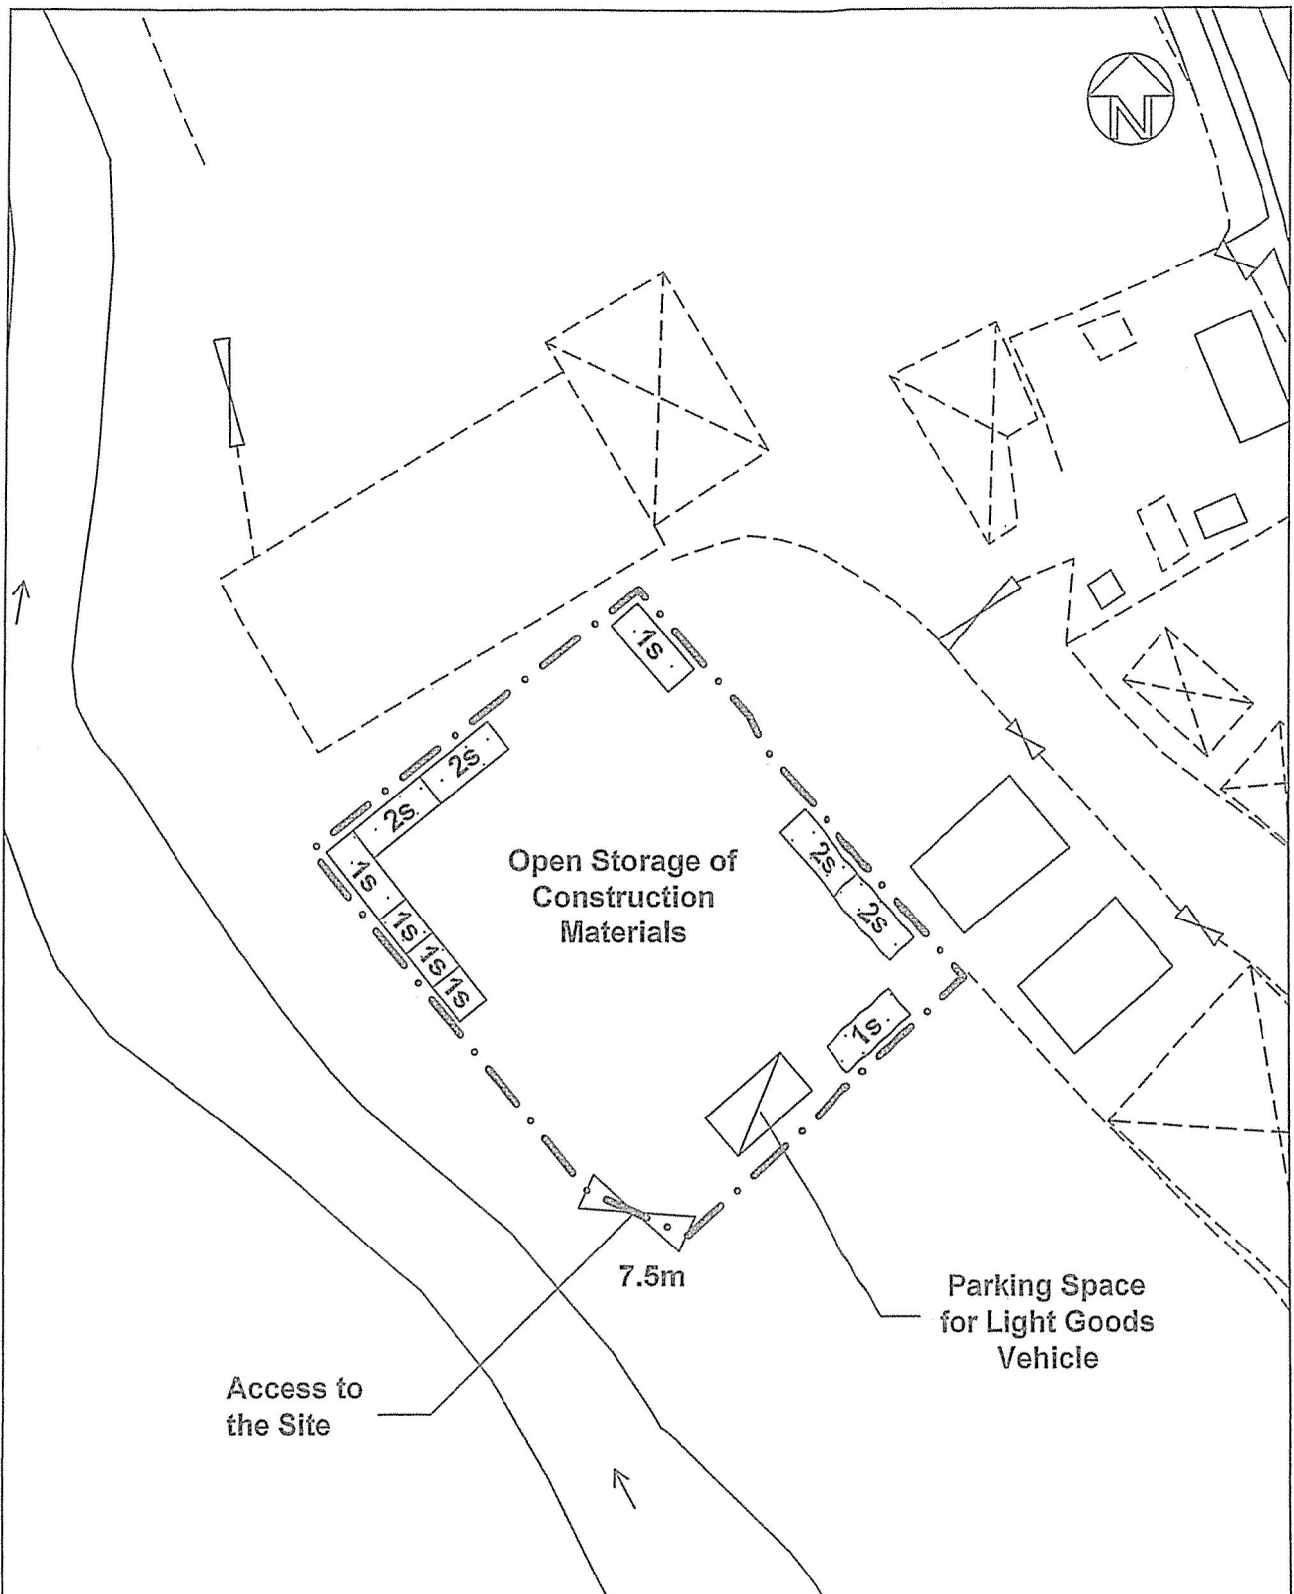 N
1s
2s
2s
1s
1s
1s
1s
Open Storage of
Construction
Materials
2s
2s
1s
7.5m
Parking Space
for Light Goods
Vehicle
Access to
the Site